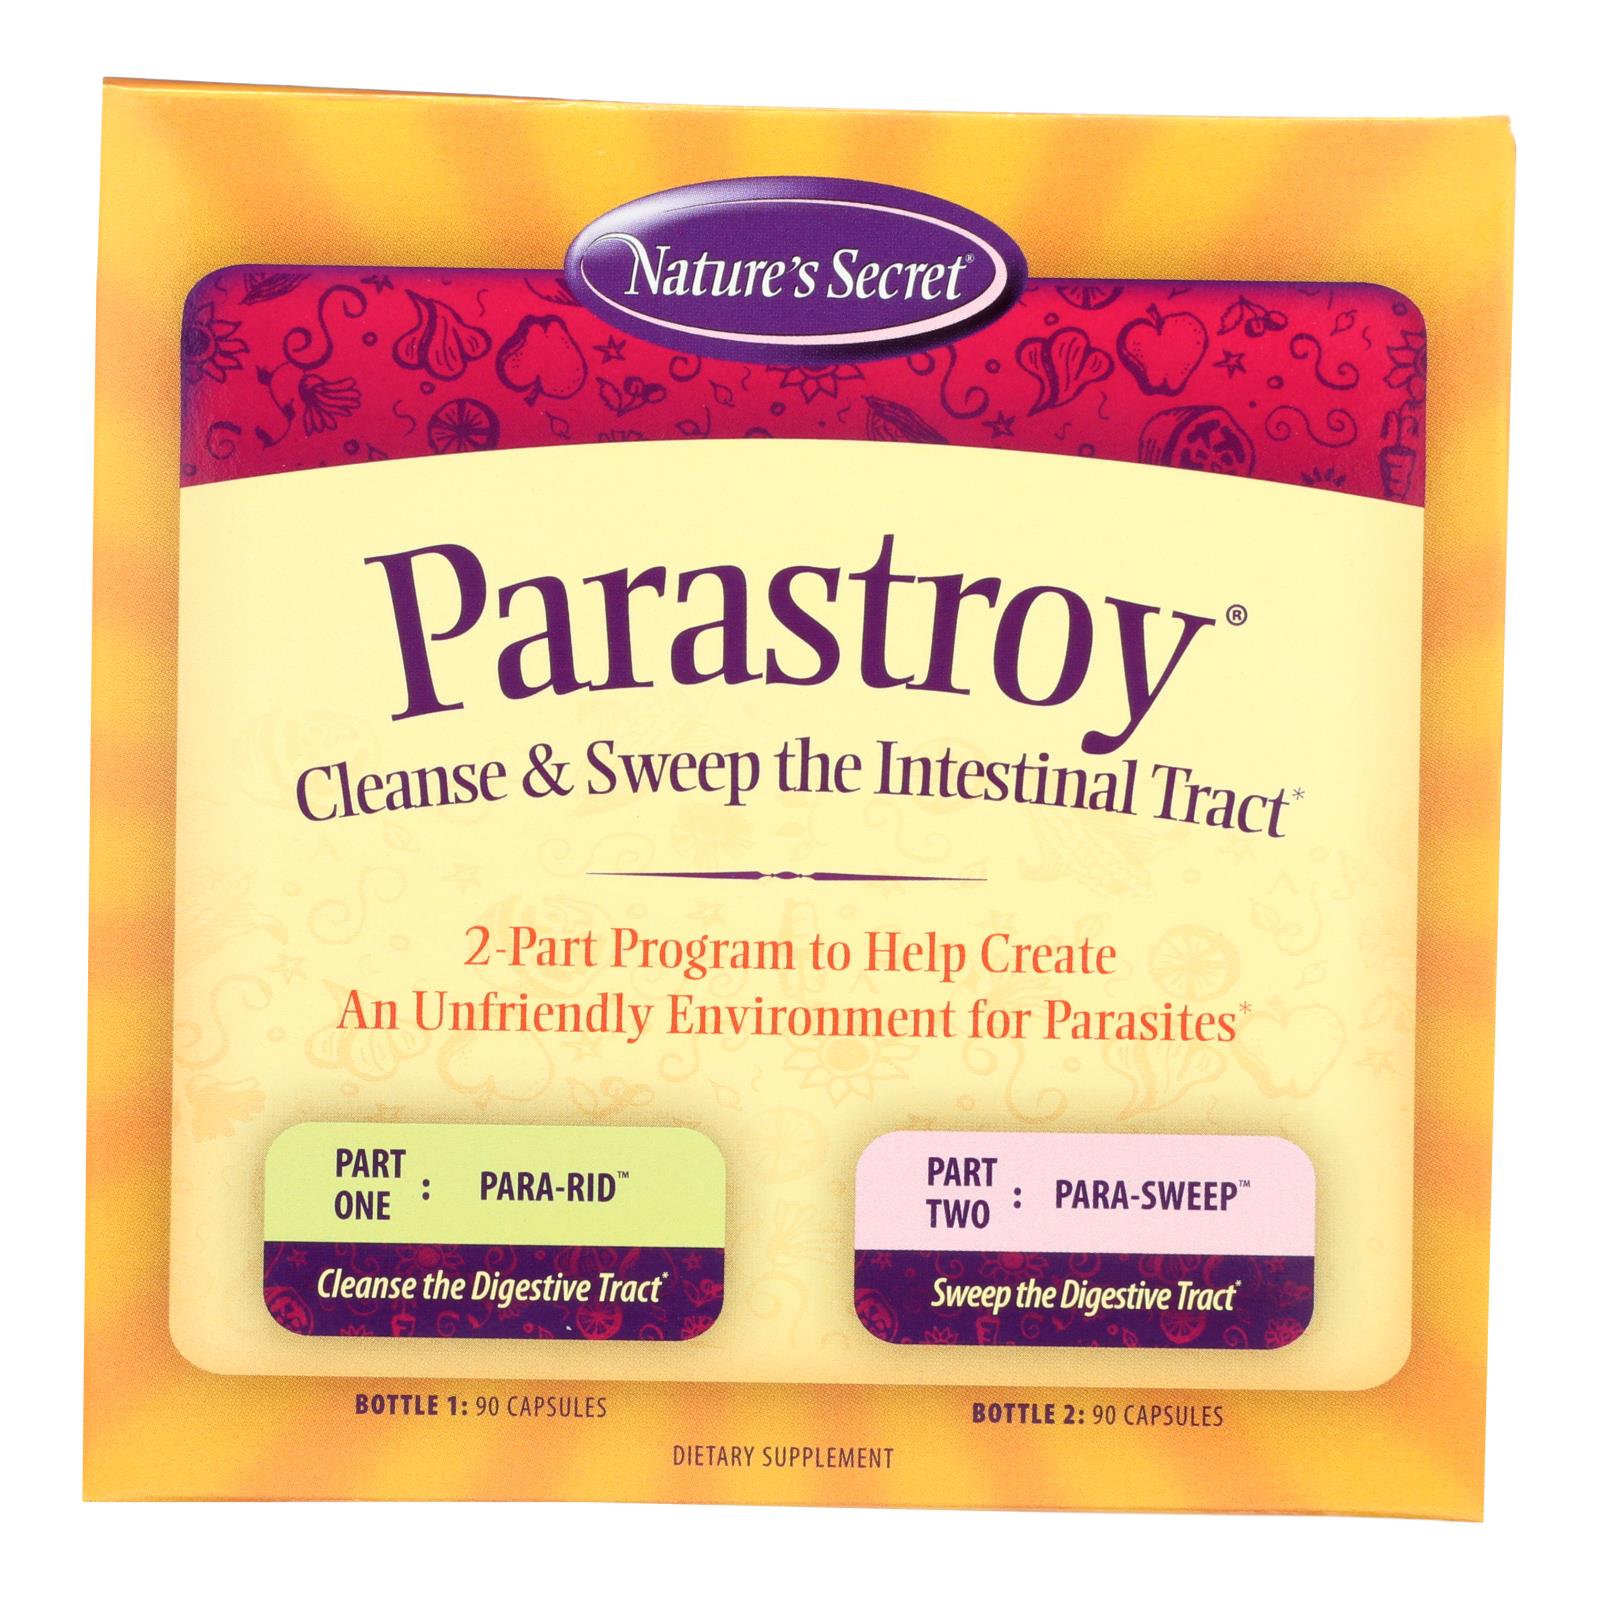 Nature's Secret®
Parastroy®
Cleanse & Sweep the Intestinal Tract*
2-Part Program to Help Create
An Unfriendly Environment for Parasites*
PART ONE : PARA-RID™
Cleanse the Digestive Tract*
PART TWO : PARA-SWEEP™
Sweep the Digestive Tract*
BOTTLE 1: 90 CAPSULES
BOTTLE 2: 90 CAPSULES
DIETARY SUPPLEMENT